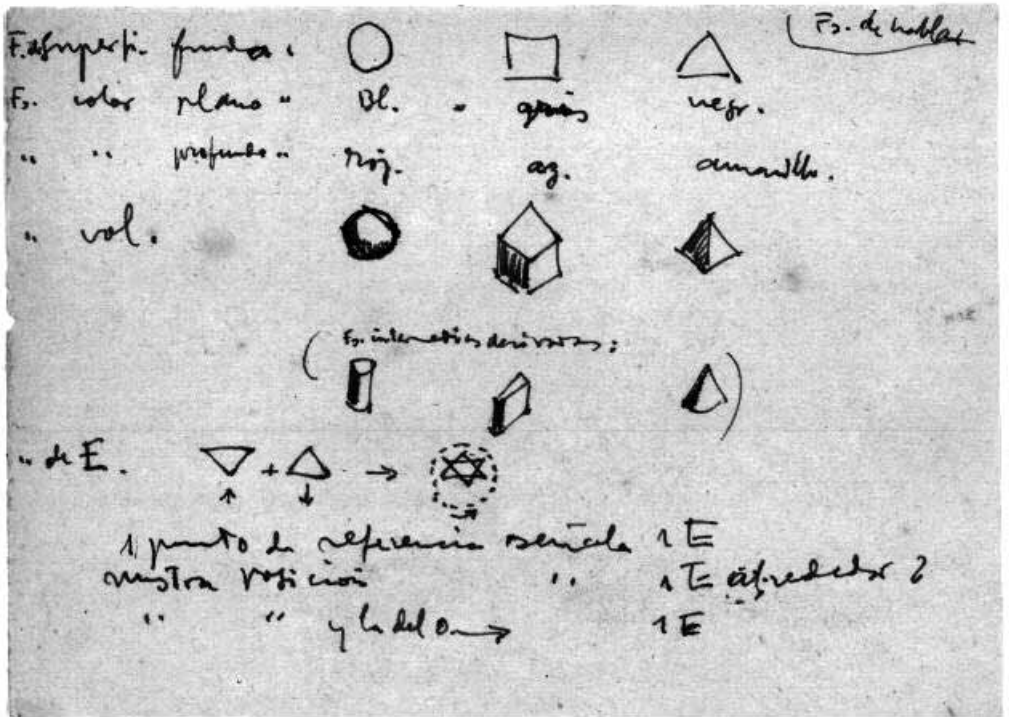 Fs. de hablar
F. de superfi. funda.
Fs. color plano " Bl. " gris negr.
" " profundo " roj. az. amarillo.
" vol.
(Fs. intermedias derivadas:)
" de E. + →
1 punto de referencia señala 1 E
nuestra posición " 1 E alrededor
" " y la del o → 1 E